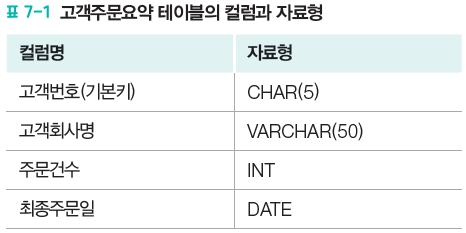 표 7-1 고객주문요약 테이블의 컬럼과 자료형
컬럼명 자료형
고객번호(기본키) CHAR(5)
고객회사명 VARCHAR(50)
주문건수 INT
최종주문일 DATE